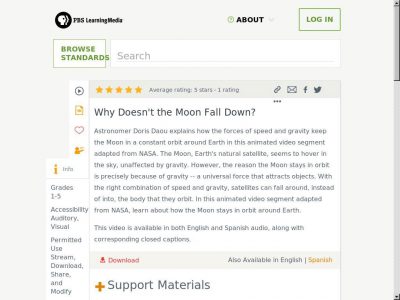 PBS LearningMedia
ABOUT
LOG IN
BROWSE
STANDARDS
Search
Average rating: 5 stars · 1 rating
Why Doesn't the Moon Fall Down?
Astronomer Doris Daou explains how the forces of speed and gravity keep
the Moon in a constant orbit around Earth in this animated video segment
adapted from NASA. The Moon, Earth's natural satellite, seems to hover in
the sky, unaffected by gravity. However, the reason the Moon stays in orbit
is precisely because of gravity -- a universal force that attracts objects. With
the right combination of speed and gravity, satellites can fall around, instead
of into, the body that they orbit. In this animated video segment adapted
from NASA, learn about how the Moon stays in orbit around Earth.
This video is available in both English and Spanish audio, along with
corresponding closed captions.
Info
Grades
1-5
Accessibility
Auditory,
Visual
Permitted
Use
Stream,
Download,
Share,
and
Modify
Download
Also Available in English | Spanish
Support Materials